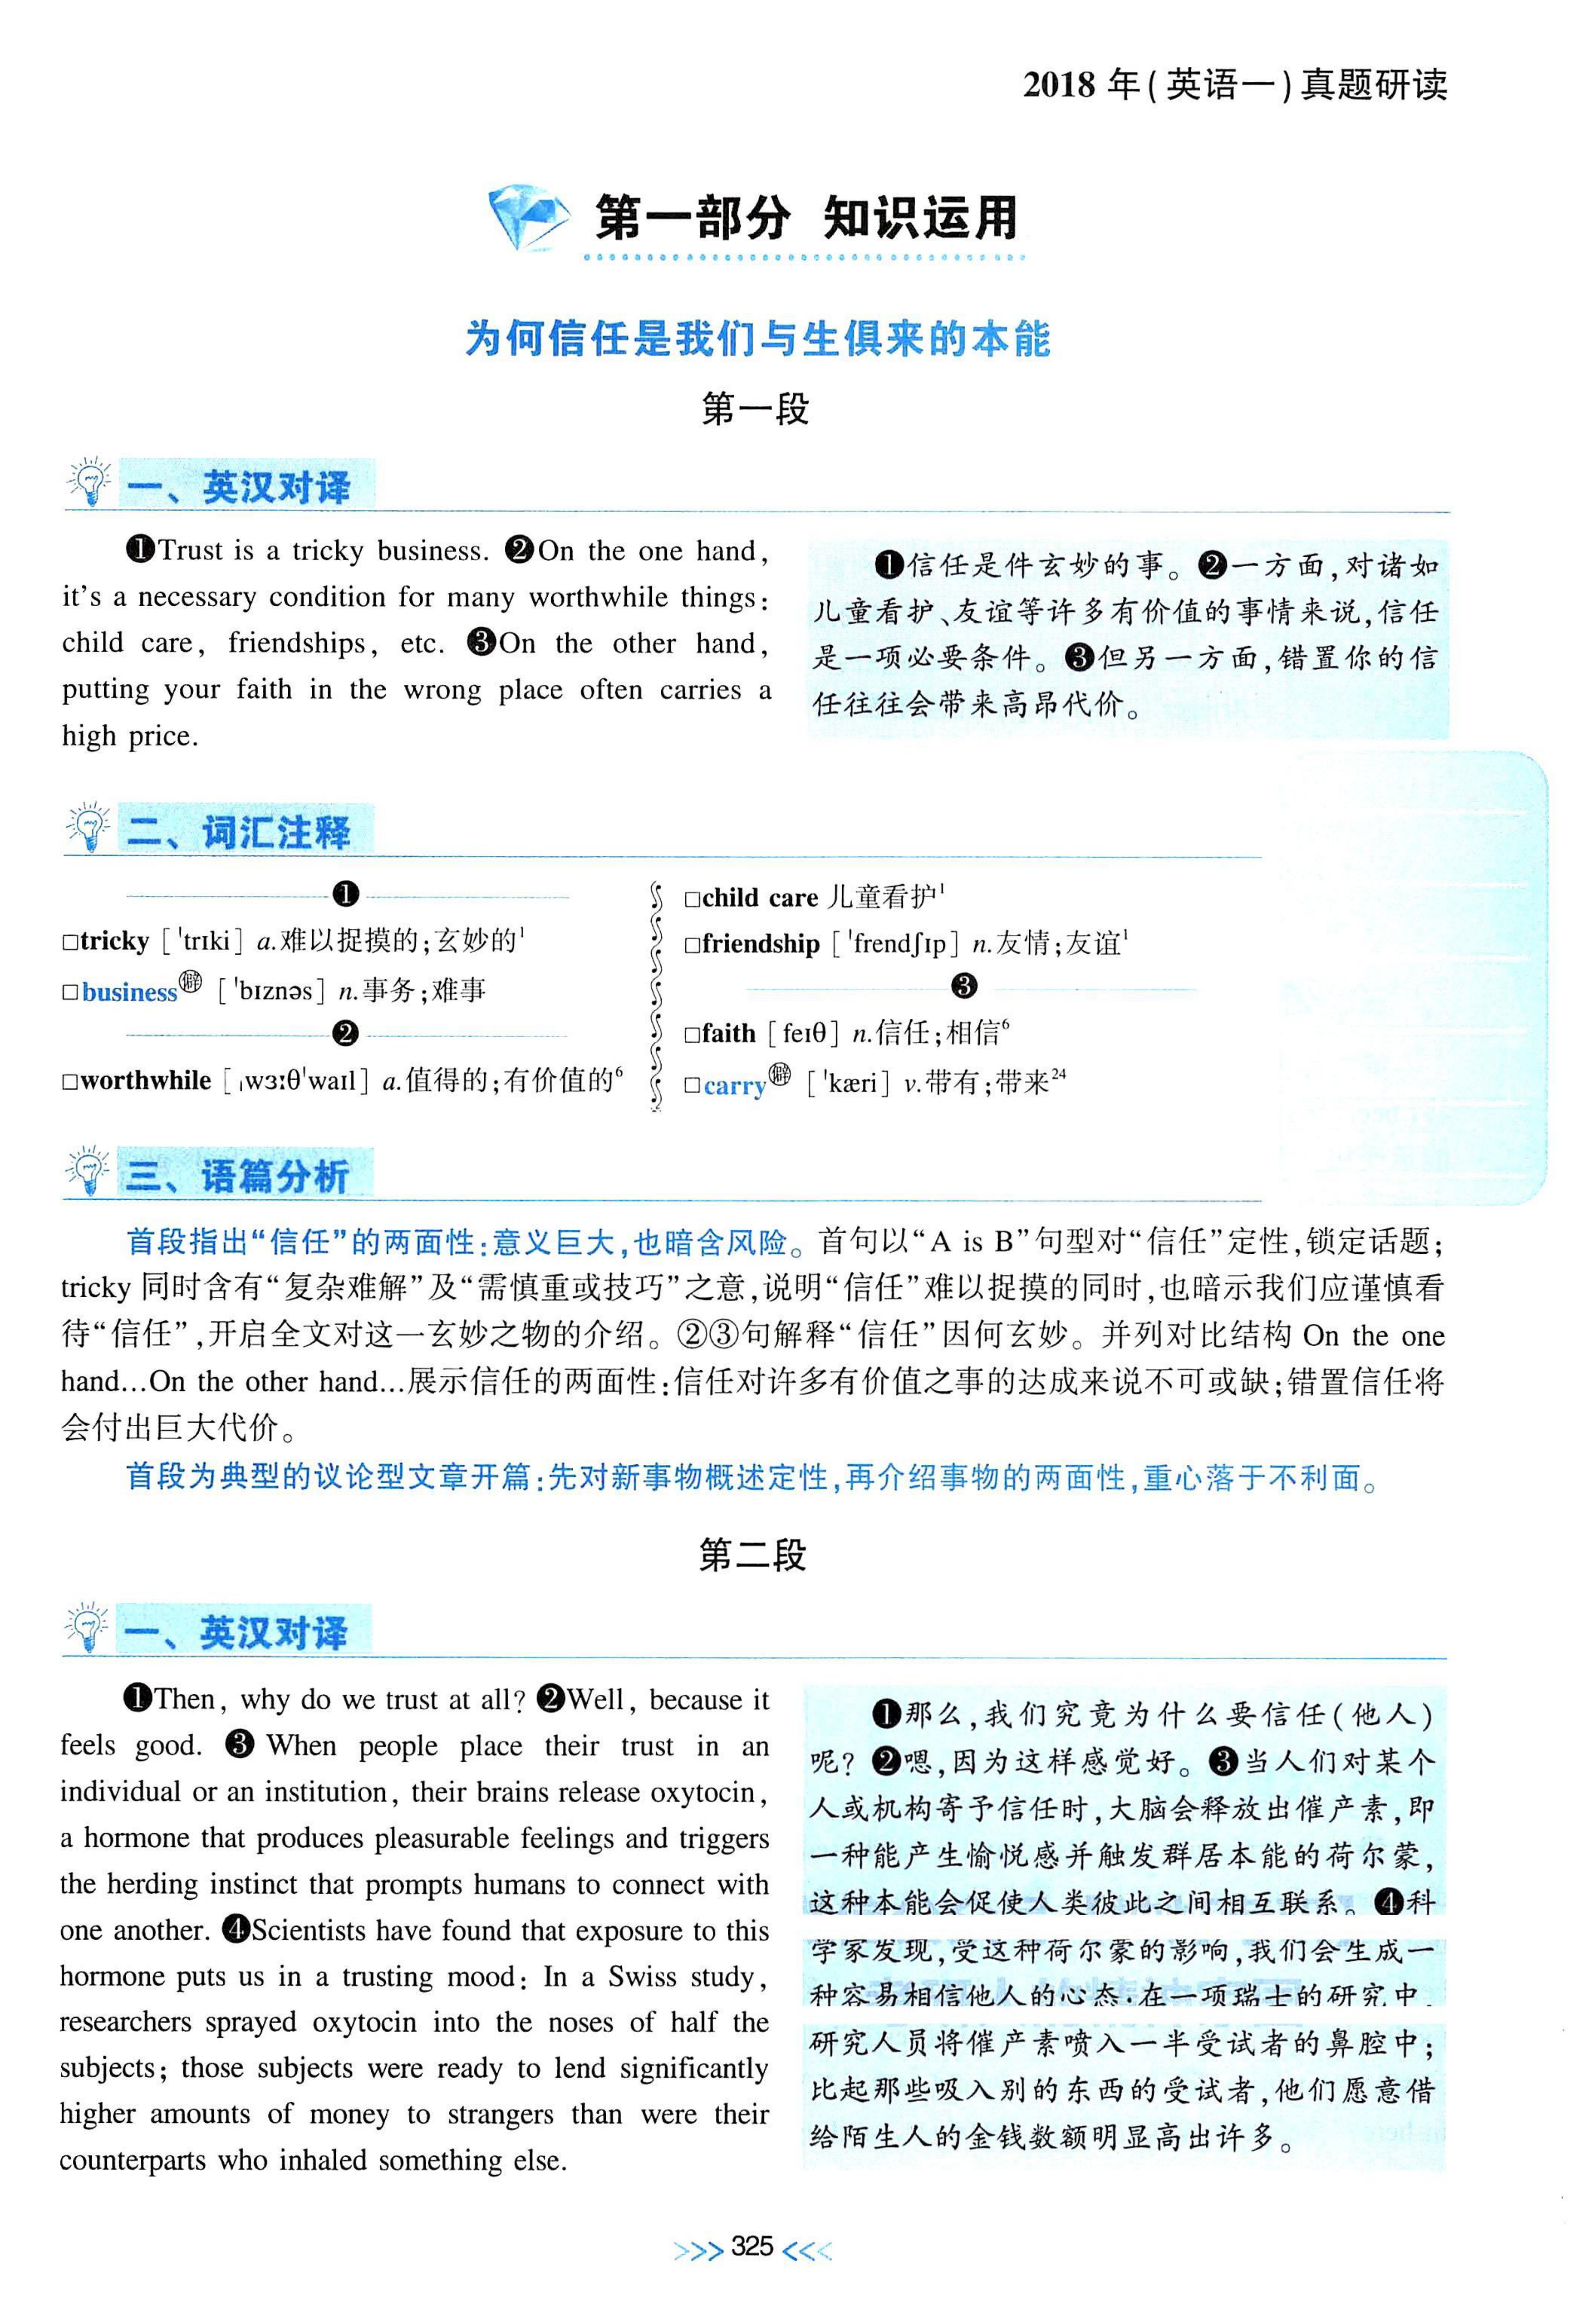 2018 年(英语一)真题研读
第一部分 知识运用
为何信任是我们与生俱来的本能
第一段
一、英汉对译
❶Trust is a tricky business. ❷On the one hand,
it's a necessary condition for many worthwhile things:
child care, friendships, etc. ❸On the other hand,
putting your faith in the wrong place often carries a
high price.
❶信任是件玄妙的事。❷一方面,对诸如
儿童看护、友谊等许多有价值的事情来说,信任
是一项必要条件。❸但另一方面,错置你的信
任往往会带来高昂代价。
二、词汇注释
❶
□tricky [ˈtrɪki] a.难以捉摸的;玄妙的¹
□business㊙ [ˈbɪznəs] n.事务;难事
❷
□worthwhile [ˌwɜːθˈwaɪl] a.值得的;有价值的⁶
□child care 儿童看护¹
□friendship [ˈfrendʃɪp] n.友情;友谊¹
❸
□faith [feɪθ] n.信任;相信⁶
□carry僻 [ˈkæri] v.带有;带来²⁴
三、语篇分析
首段指出“信任”的两面性:意义巨大,也暗含风险。首句以“A is B”句型对“信任”定性,锁定话题;
tricky 同时含有“复杂难解”及“需慎重或技巧”之意,说明“信任”难以捉摸的同时,也暗示我们应谨慎看
待“信任”,开启全文对这一玄妙之物的介绍。②③句解释“信任”因何玄妙。并列对比结构 On the one
hand...On the other hand...展示信任的两面性:信任对许多有价值之事的达成来说不可或缺;错置信任将
会付出巨大代价。
首段为典型的议论型文章开篇:先对新事物概述定性,再介绍事物的两面性,重心落于不利面。
第二段
一、英汉对译
❶Then, why do we trust at all? ❷Well, because it
feels good. ❸ When people place their trust in an
individual or an institution, their brains release oxytocin,
a hormone that produces pleasurable feelings and triggers
the herding instinct that prompts humans to connect with
one another. ❹Scientists have found that exposure to this
hormone puts us in a trusting mood: In a Swiss study,
researchers sprayed oxytocin into the noses of half the
subjects; those subjects were ready to lend significantly
higher amounts of money to strangers than were their
counterparts who inhaled something else.
❶那么,我们究竟为什么要信任(他人)
呢? ❷嗯,因为这样感觉好。❸当人们对某个
人或机构寄予信任时,大脑会释放出催产素,即
一种能产生愉悦感并触发群居本能的荷尔蒙,
这种本能会促使人类彼此之间相互联系。❹科
学家发现,受这种荷尔蒙的影响,我们会生成一
种容易相信他人的心态:在一项瑞士的研究中,
研究人员将催产素喷入一半受试者的鼻腔中;
比起那些吸入别的东西的受试者,他们愿意借
给陌生人的金钱数额明显高出许多。
>>> 325 <<<